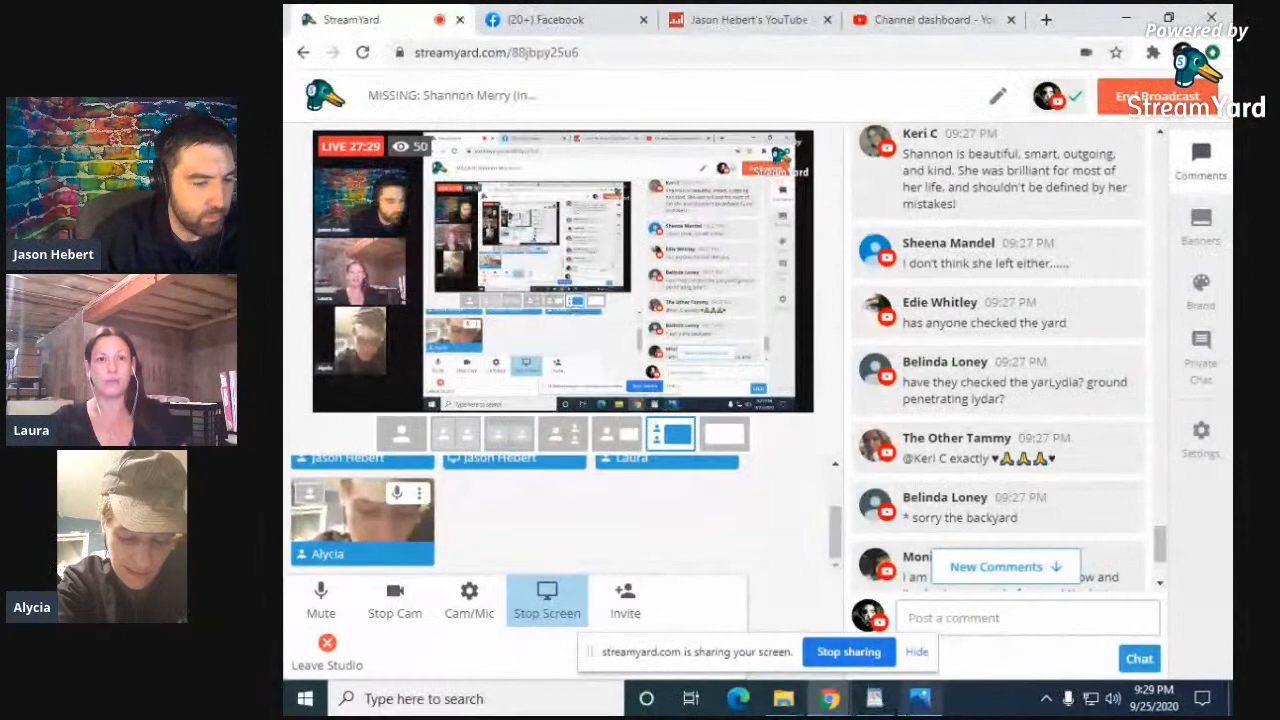 StreamYard
(20+) Facebook
Jason Hebert's YouTube
Channel dashboard - Yo
Powered by
StreamYard
streamyard.com/88jbpy25u6
MISSING: Shannon Merry (In...
End Broadcast
LIVE 27:29
50
Jason Hebert
Laura
Alycia
Keri C 09:27 PM
Shannon is beautiful, smart, outgoing,
and kind. She was brilliant for most of
her life, and shouldn't be defined by her
mistakes!
Sheena Mandel 09:27 PM
I don't think she left either......
Edie Whitley 09:27 PM
has anyone checked the yard
Belinda Loney 09:27 PM
have they checked the yarLydia? ground
penetrating lydar?
The Other Tammy 09:27 PM
@Keri C exactly ♥🙏🙏🙏♥
Belinda Loney 09:27 PM
* sorry the backyard
Moni
I am
ow and
New Comments ↓
Post a comment
Chat
Comments
Banners
Brand
Private
Chat
Settings
Jason Hebert
Jason Hebert
Laura
Alycia
Mute
Stop Cam
Cam/Mic
Stop Screen
Invite
Leave Studio
streamyard.com is sharing your screen.
Stop sharing
Hide
Type here to search
9:29 PM
9/25/2020